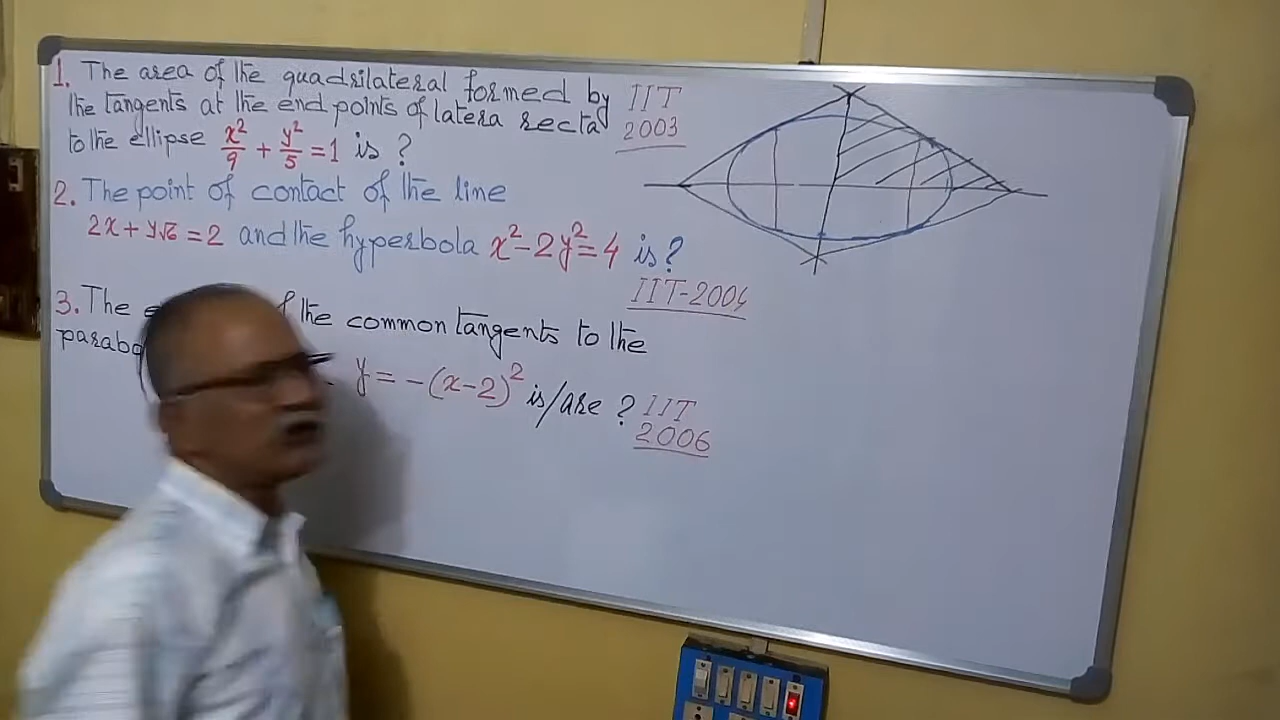 1. The area of the quadrilateral formed by
the tangents at the end points of latera recta
to the ellipse x²/9 + y²/5 = 1 is ?
IIT
2003
2. The point of contact of the line
2x + y√6 = 2 and the hyperbola x² - 2y² = 4 is ?
IIT-2004
3. The the common tangents to the
y = -(x-2)² is/are ?
IIT
2006